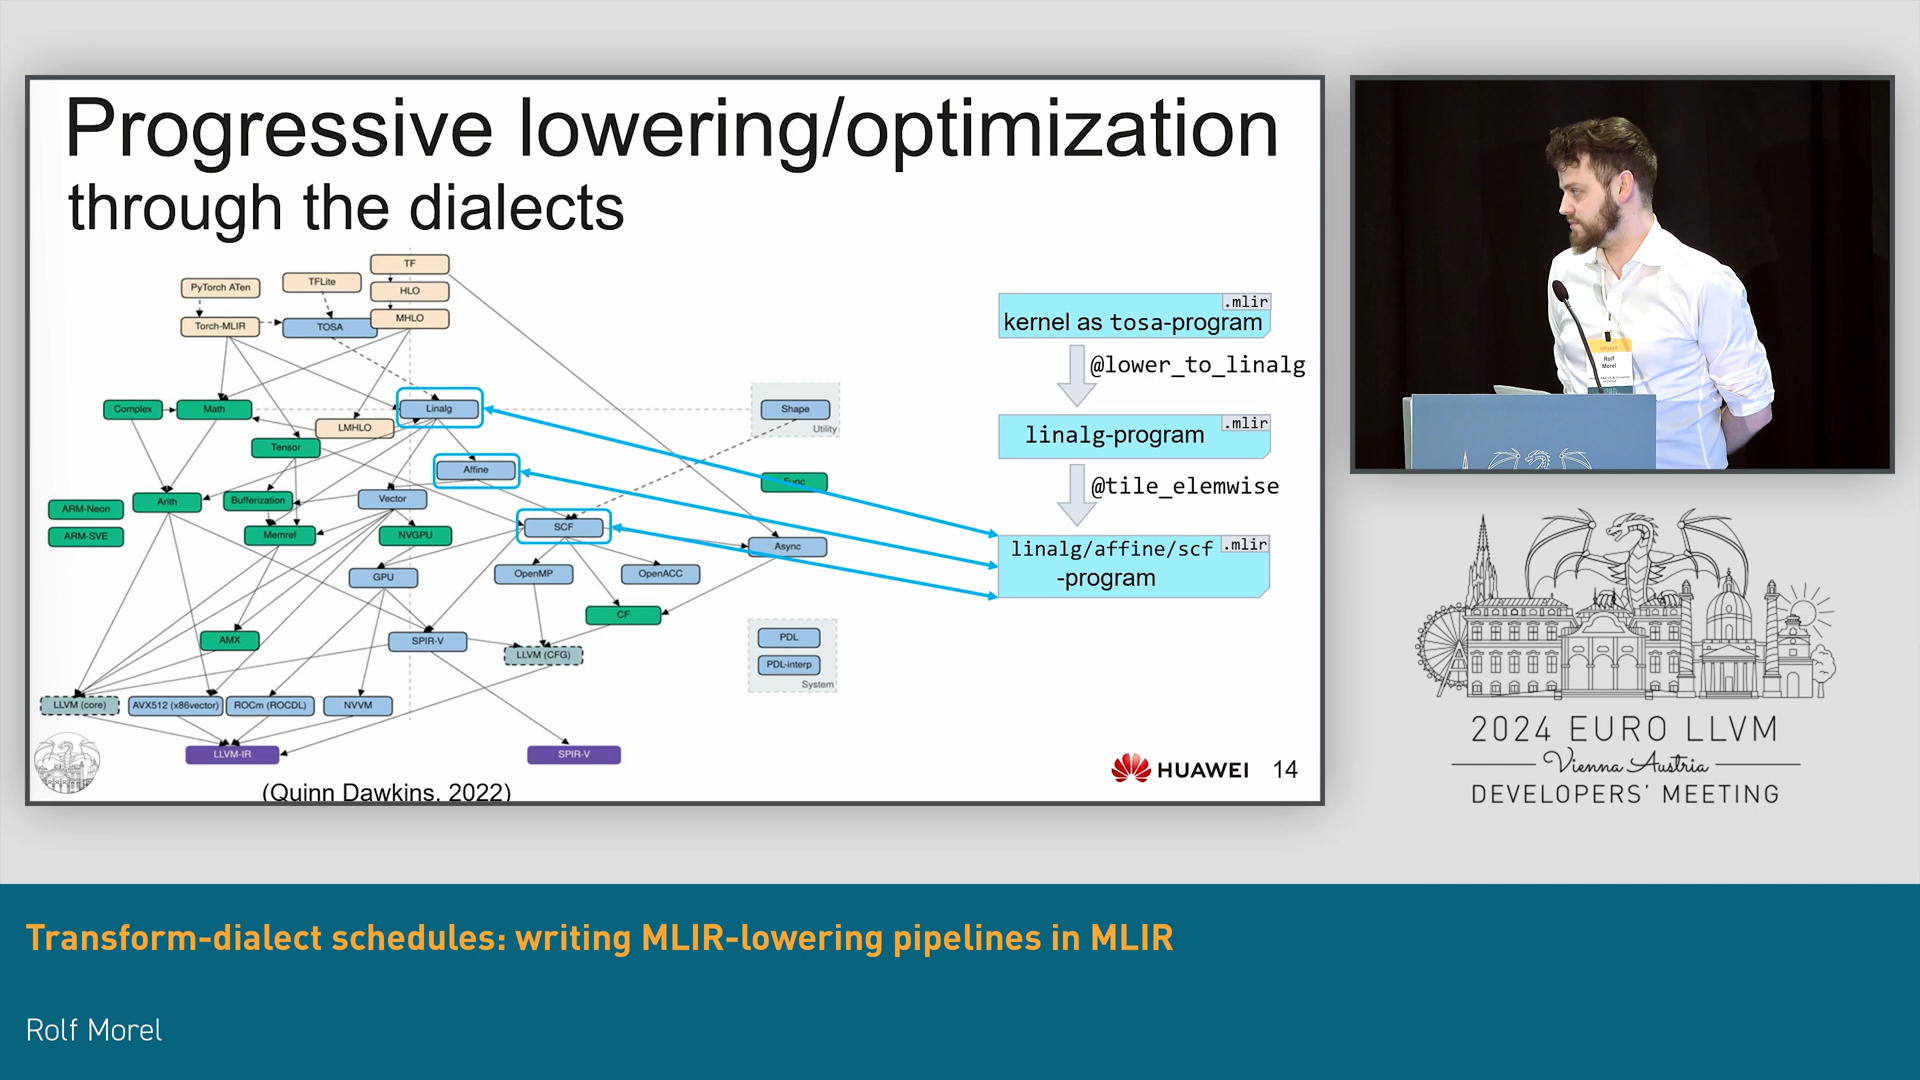 Progressive lowering/optimization
through the dialects
TF
PyTorch ATen
TFLite
HLO
MHLO
Torch-MLIR
TOSA
Complex
Math
Linalg
Shape
Utility
LMHLO
Tensor
Affine
Func
ARM-Neon
Arith
Bufferization
Vector
ARM-SVE
Memref
NVGPU
SCF
Async
GPU
OpenMP
OpenACC
CF
AMX
SPIR-V
LLVM (CFG)
PDL
PDL-interp
System
LLVM (core)
AVX512 (x86vector)
ROCm (ROCDL)
NVVM
LLVM-IR
SPIR-V
(Quinn Dawkins, 2022)
.mlir
kernel as tosa-program
@lower_to_linalg
.mlir
linalg-program
@tile_elemwise
linalg/affine/scf .mlir
-program
HUAWEI 14
Rolf
Morel
2024 EURO LLVM
Vienna Austria
DEVELOPERS' MEETING
Transform-dialect schedules: writing MLIR-lowering pipelines in MLIR
Rolf Morel